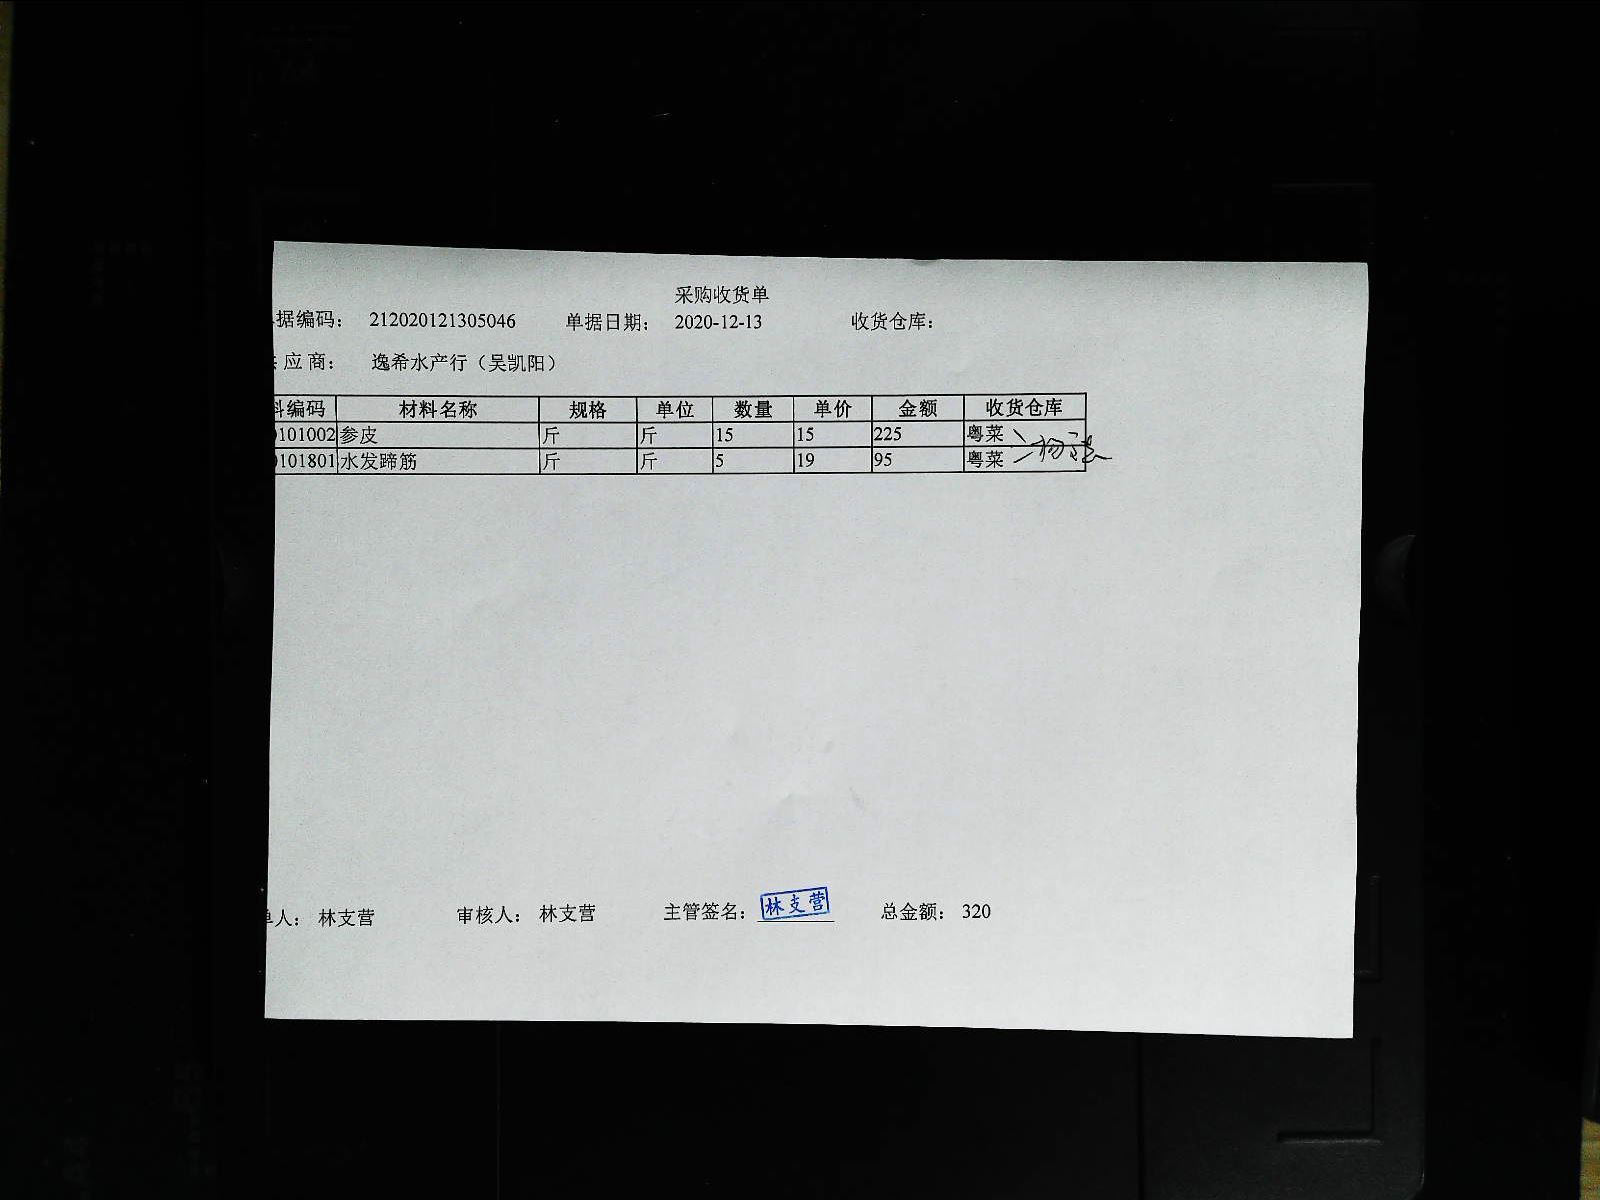 采购收货单
据编码： 212020121305046 单据日期： 2020-12-13 收货仓库：
应商： 逸希水产行（吴凯阳）
料编码 材料名称 规格 单位 数量 单价 金额 收货仓库
0101002 参皮 斤 斤 15 15 225 粤菜
0101801 水发蹄筋 斤 斤 5 19 95 粤菜
单人： 林支营 审核人： 林支营 主管签名： 林支营 总金额： 320